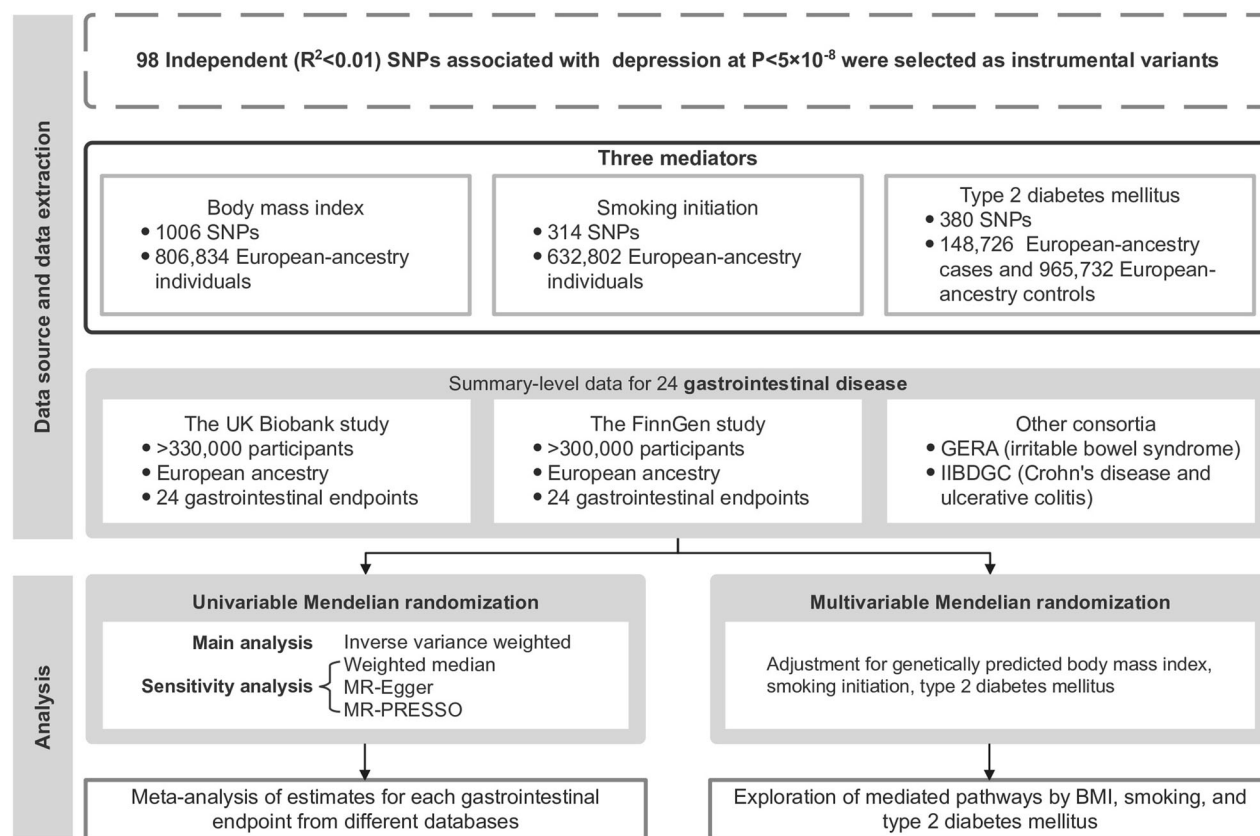 Data source and data extraction
98 Independent (R²<0.01) SNPs associated with depression at P<5×10⁻⁸ were selected as instrumental variants
Three mediators
Body mass index
• 1006 SNPs
• 806,834 European-ancestry
individuals
Smoking initiation
• 314 SNPs
• 632,802 European-ancestry
individuals
Type 2 diabetes mellitus
• 380 SNPs
• 148,726 European-ancestry
cases and 965,732 European-
ancestry controls
Summary-level data for 24 gastrointestinal disease
The UK Biobank study
• >330,000 participants
• European ancestry
• 24 gastrointestinal endpoints
The FinnGen study
• >300,000 participants
• European ancestry
• 24 gastrointestinal endpoints
Other consortia
• GERA (irritable bowel syndrome)
• IIBDGC (Crohn's disease and
ulcerative colitis)
Analysis
Univariable Mendelian randomization
Main analysis Inverse variance weighted
Sensitivity analysis
Weighted median
MR-Egger
MR-PRESSO
Multivariable Mendelian randomization
Adjustment for genetically predicted body mass index,
smoking initiation, type 2 diabetes mellitus
Meta-analysis of estimates for each gastrointestinal
endpoint from different databases
Exploration of mediated pathways by BMI, smoking, and
type 2 diabetes mellitus